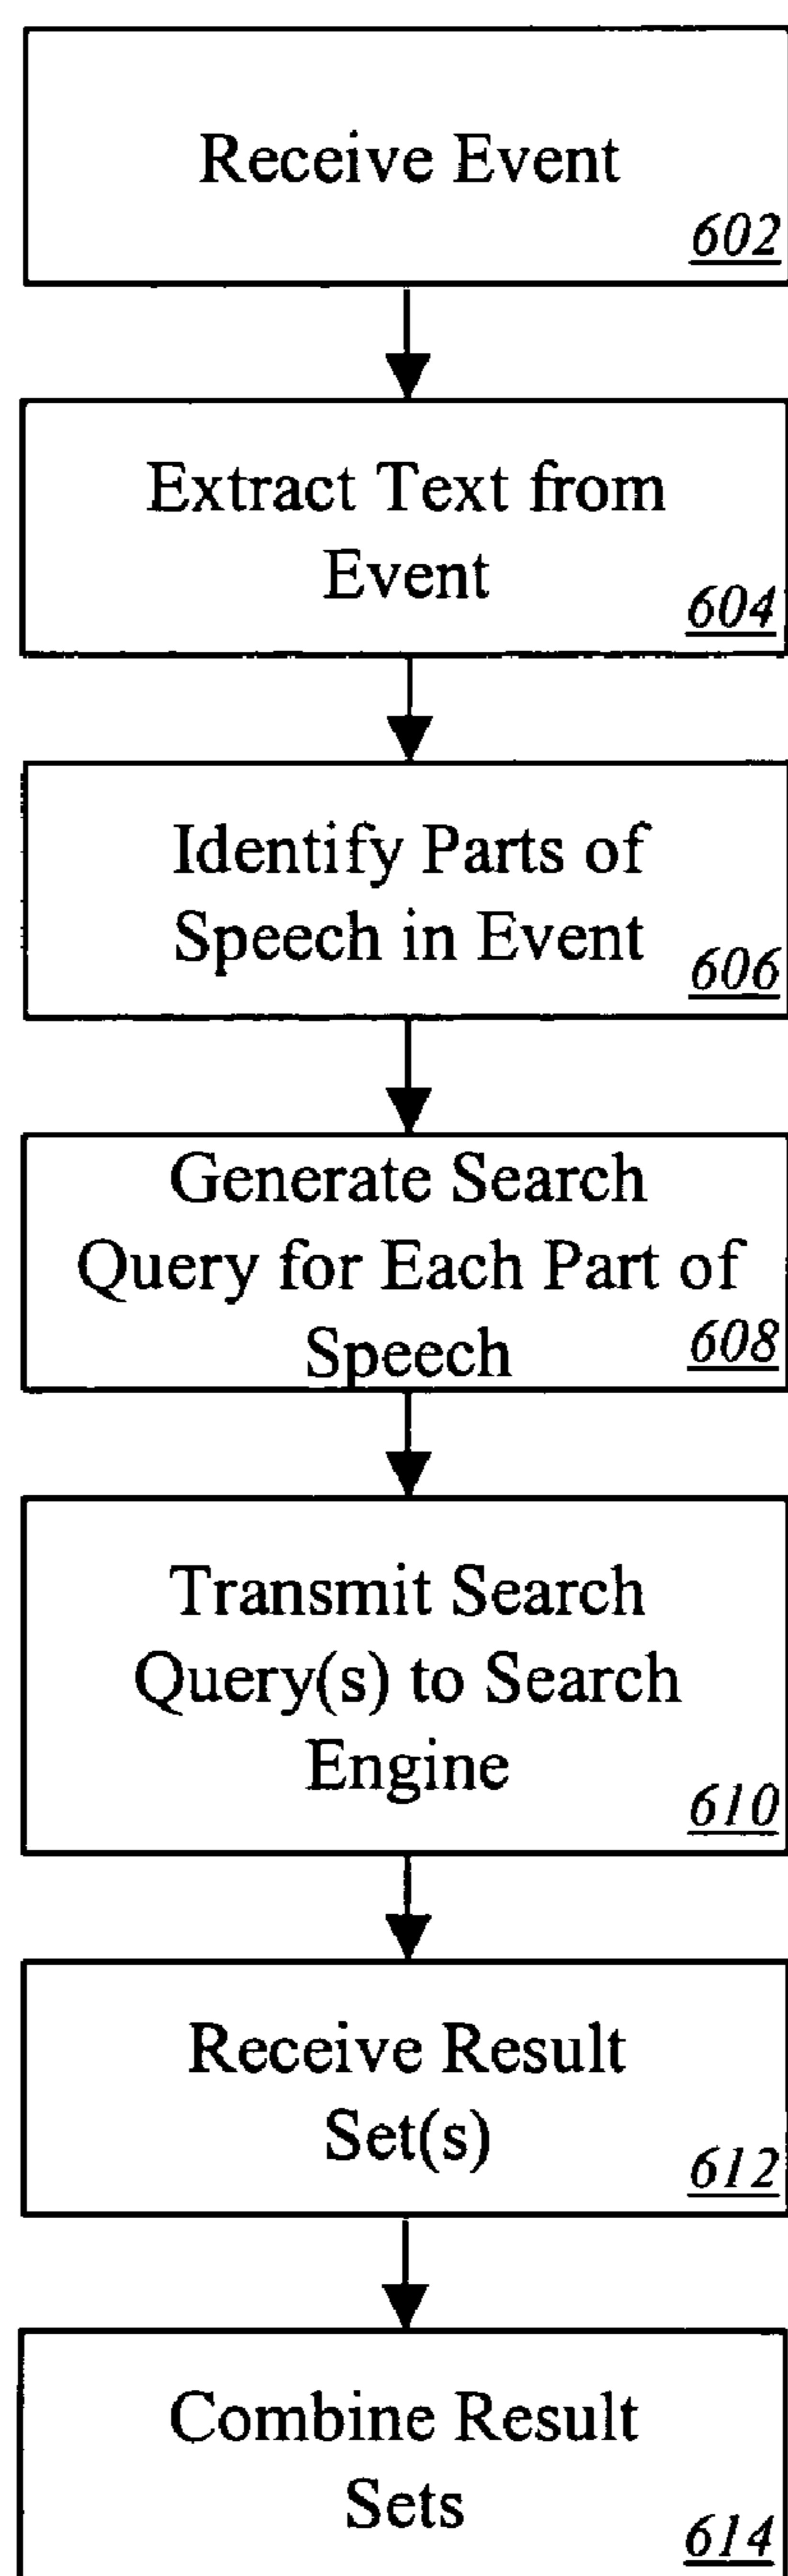 Receive Event
602
Extract Text from
Event
604
Identify Parts of
Speech in Event
606
Generate Search
Query for Each Part of
Speech
608
Transmit Search
Query(s) to Search
Engine
610
Receive Result
Set(s)
612
Combine Result
Sets
614